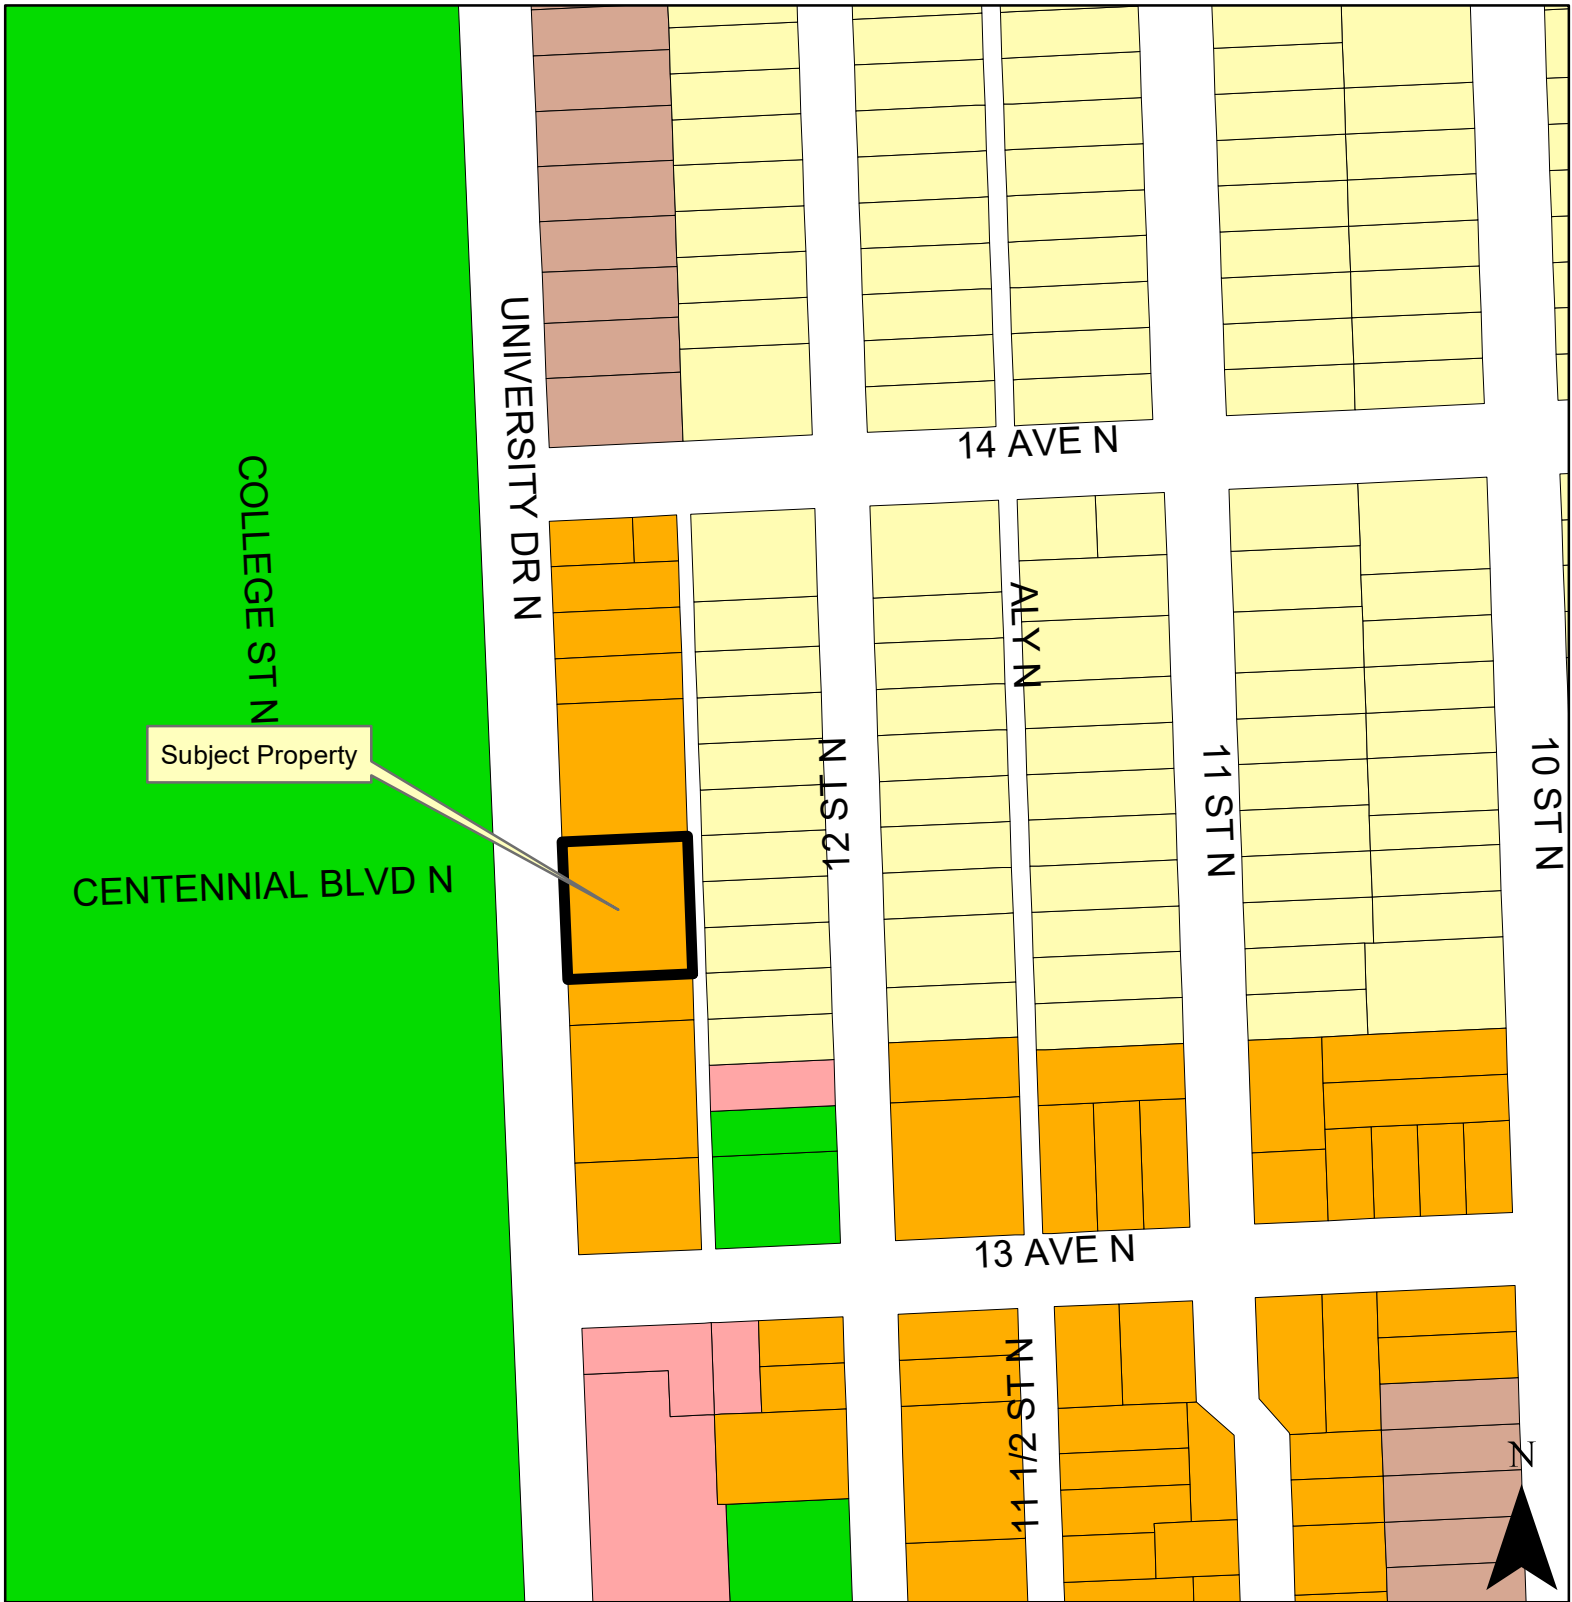 UNIVERSITY DR N
14 AVE N
COLLEGE ST N
ALY N
Subject Property
12 ST N
11 ST N
10 ST N
CENTENNIAL BLVD N
13 AVE N
11 1/2 ST N
N